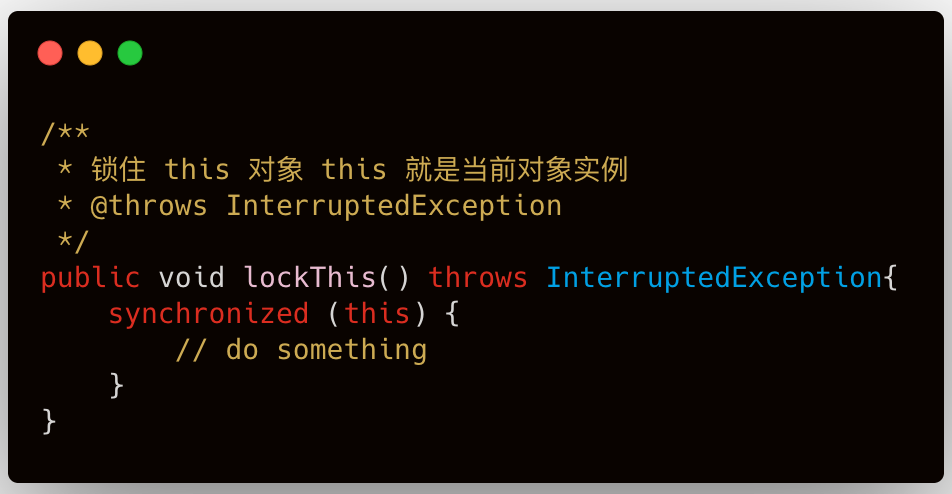 /**
 * 锁住 this 对象 this 就是当前对象实例
 * @throws InterruptedException
 */
public void lockThis() throws InterruptedException{
    synchronized (this) {
        // do something
    }
}